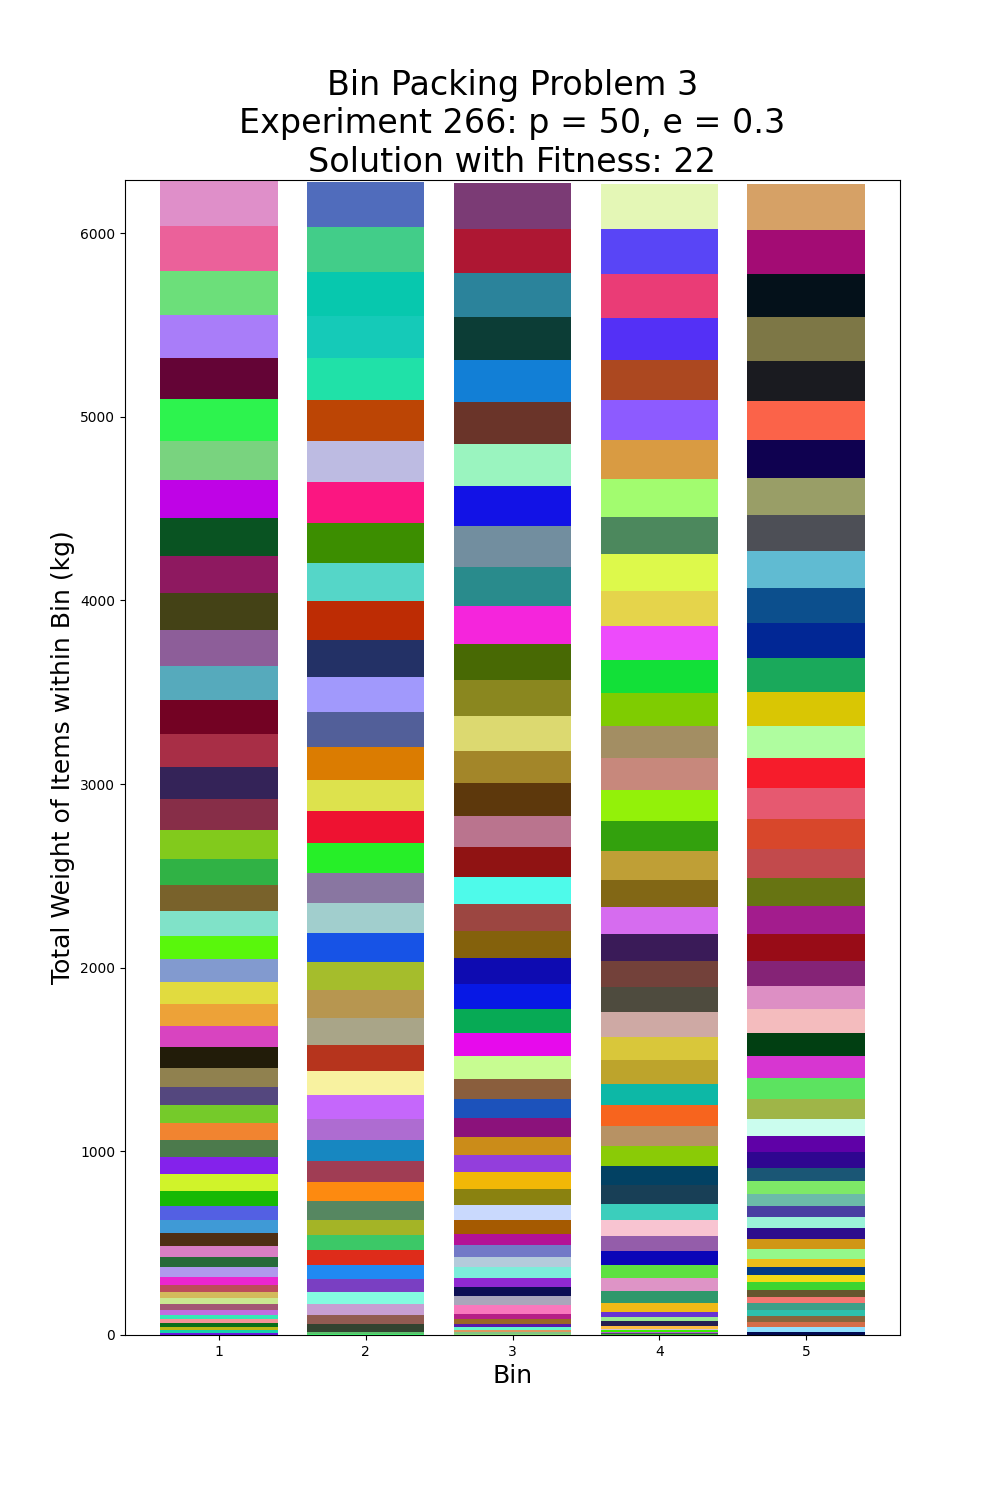 Bin Packing Problem 3
Experiment 266: p = 50, e = 0.3
Solution with Fitness: 22
Total Weight of Items within Bin (kg)
6000
5000
4000
3000
2000
1000
0
1 2 3 4 5
Bin